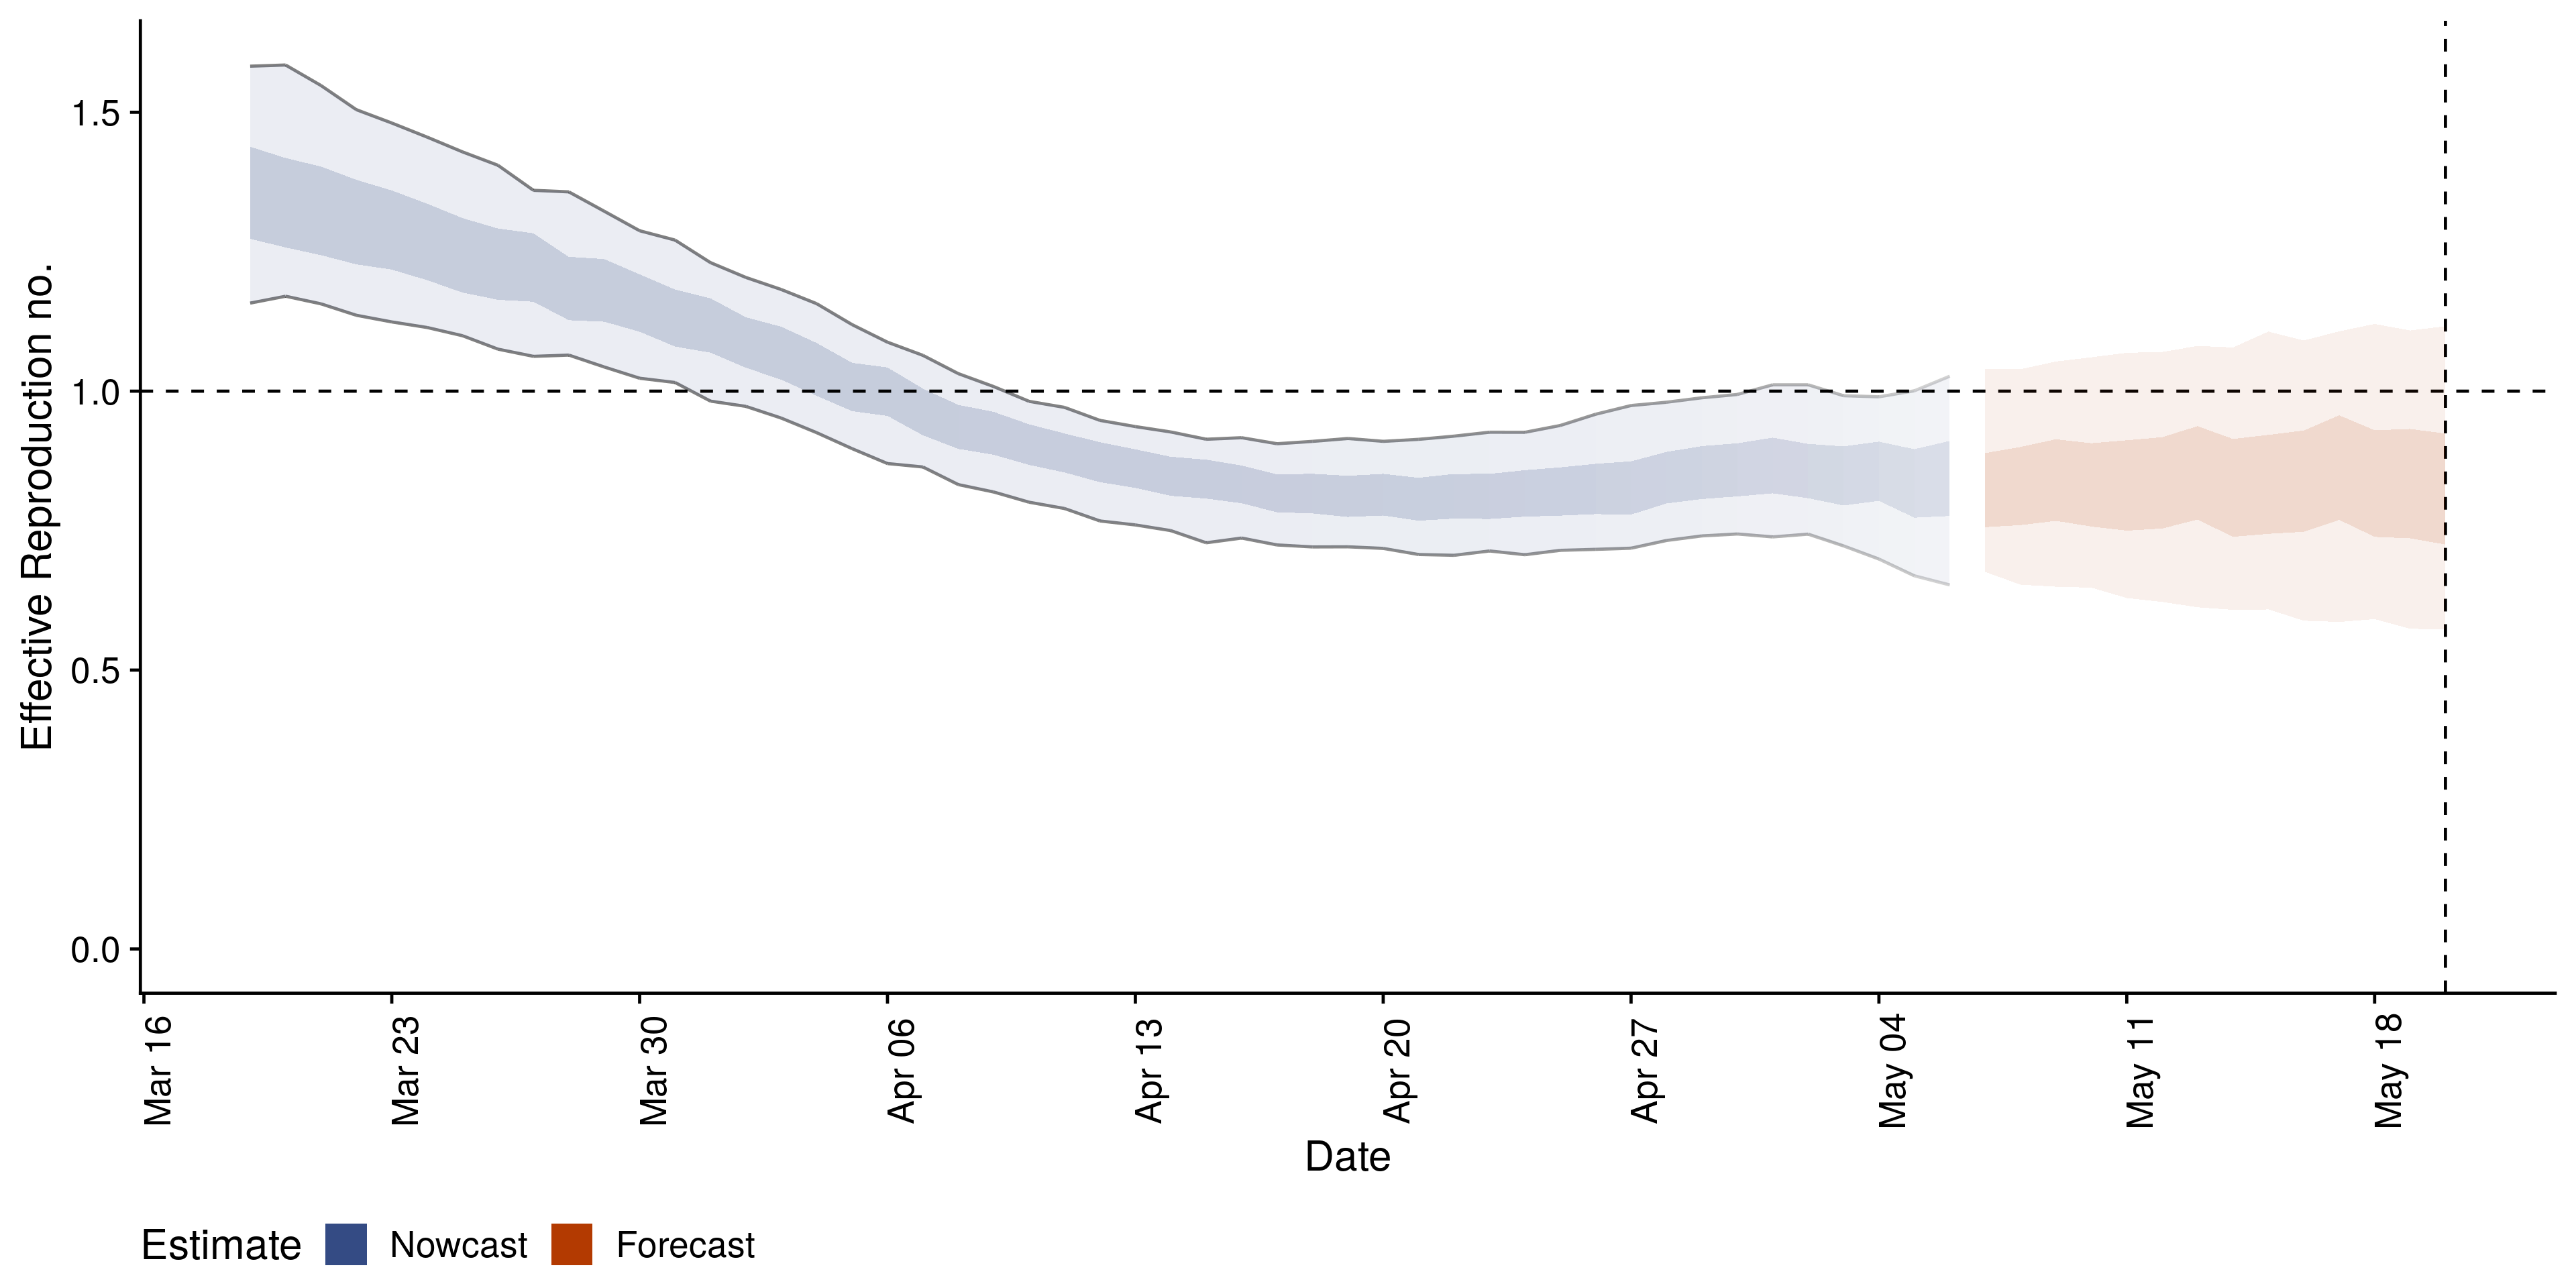 Effective Reproduction no.
1.5
1.0
0.5
0.0
Mar 16
Mar 23
Mar 30
Apr 06
Apr 13
Apr 20
Apr 27
May 04
May 11
May 18
Date
Estimate Nowcast Forecast